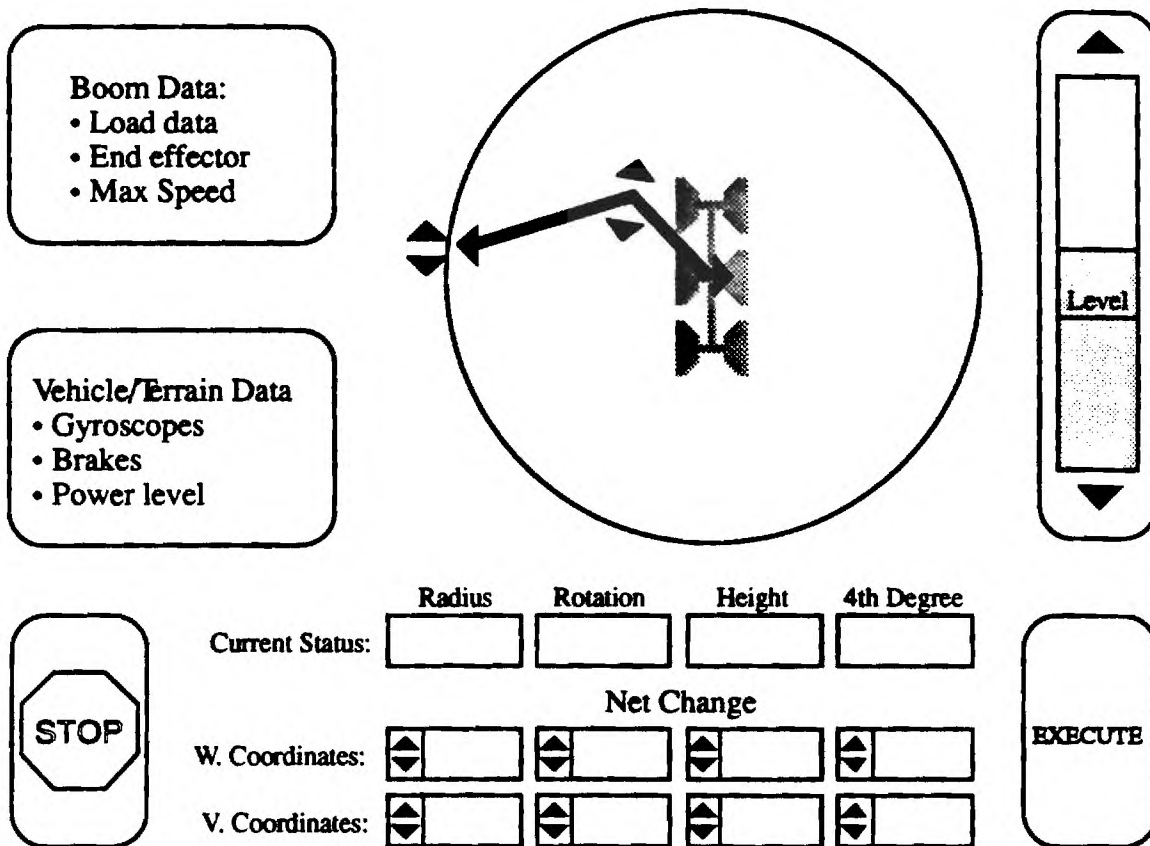 Boom Data:
• Load data
• End effector
• Max Speed
Level
Vehicle/Terrain Data
• Gyroscopes
• Brakes
• Power level
Radius Rotation Height 4th Degree
Current Status:
Net Change
STOP
W. Coordinates:
EXECUTE
V. Coordinates: